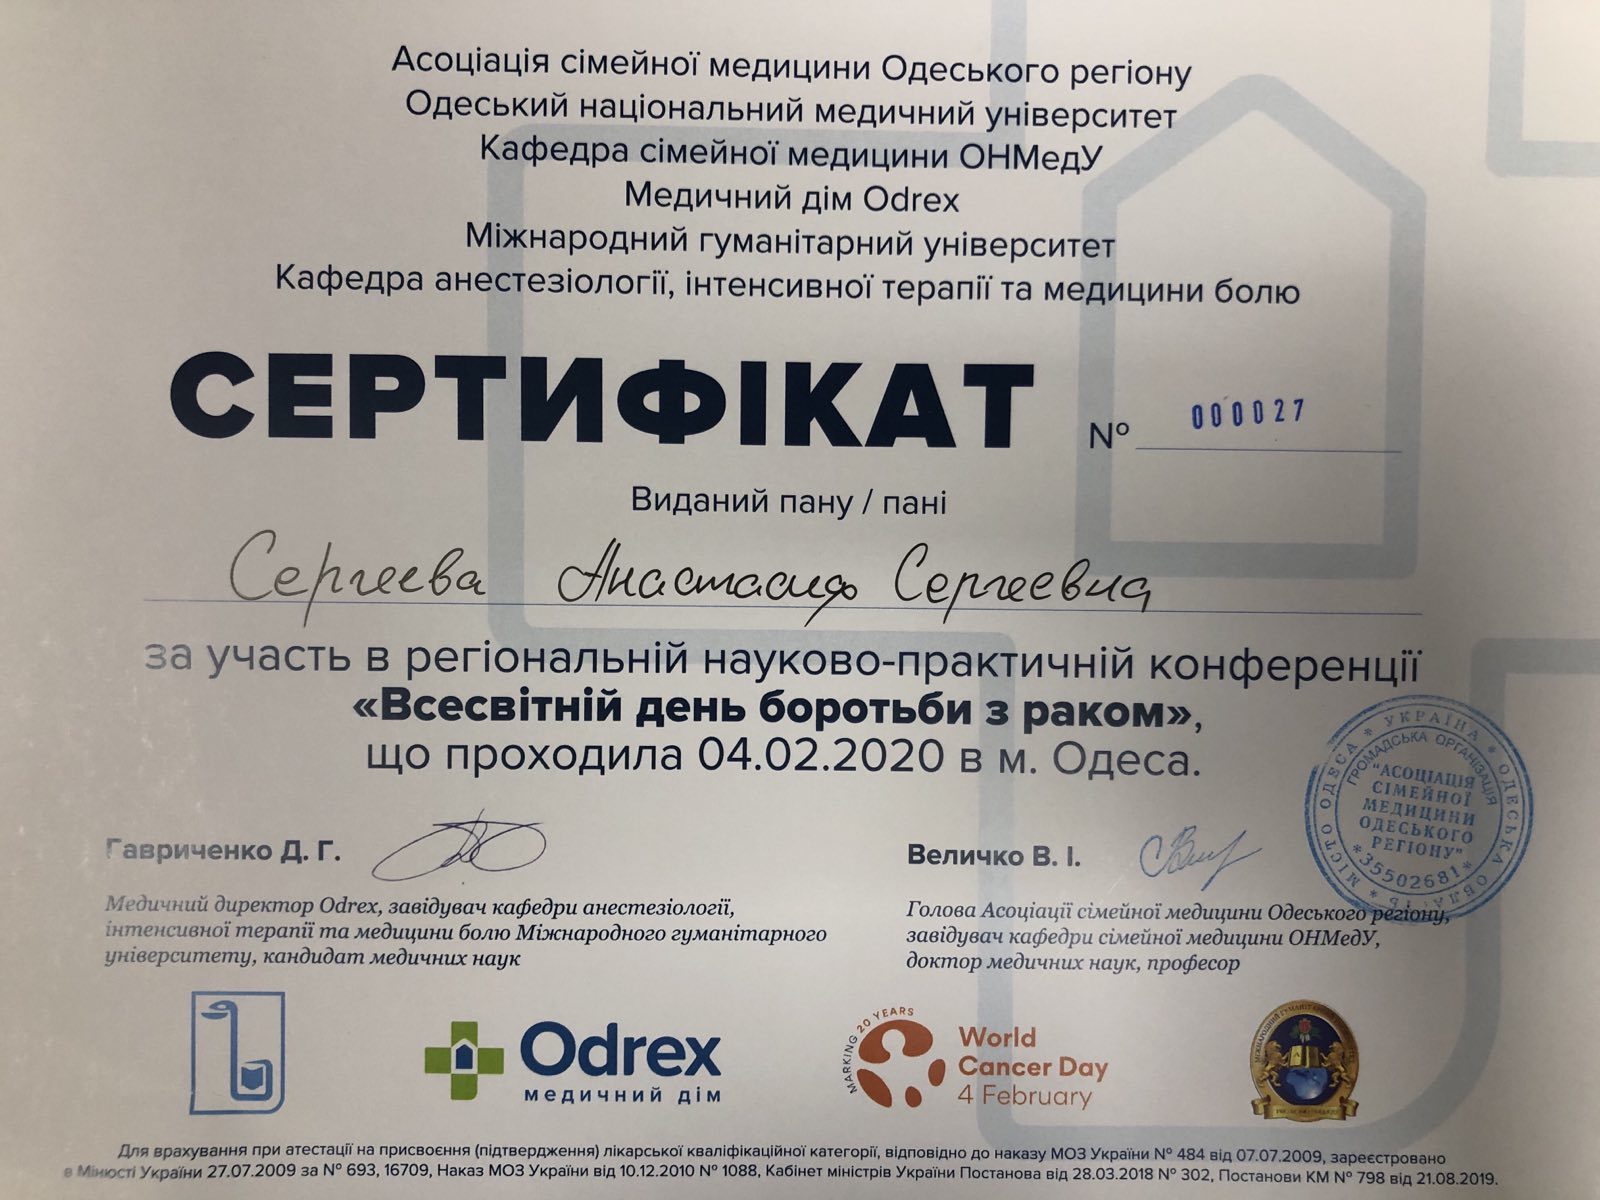 Асоціація сімейної медицини Одеського регіону
Одеський національний медичний університет
Кафедра сімейної медицини ОНМедУ
Медичний дім Odrex
Міжнародний гуманітарний університет
Кафедра анестезіології, інтенсивної терапії та медицини болю
СЕРТИФІКАТ № 000027
Виданий пану / пані
Сергеева Анастасия Сергеевна
за участь в регіональній науково-практичній конференції
«Всесвітній день боротьби з раком»,
що проходила 04.02.2020 в м. Одеса.
* УКРАЇНА * ОДЕСЬКА ОБЛАСТЬ * МІСТО ОДЕСА
ГРОМАДСЬКА ОРГАНІЗАЦІЯ
"АСОЦІАЦІЯ
СІМЕЙНОЇ
МЕДИЦИНИ
ОДЕСЬКОГО
РЕГІОНУ"
*35502681*
Гавриченко Д. Г.
Медичний директор Odrex, завідувач кафедри анестезіології,
інтенсивної терапії та медицини болю Міжнародного гуманітарного
університету, кандидат медичних наук
Величко В. І.
Голова Асоціації сімейної медицини Одеського регіону,
завідувач кафедри сімейної медицини ОНМедУ,
доктор медичних наук, професор
Odrex
медичний дім
MARKING 20 YEARS
World
Cancer Day
4 February
Для врахування при атестації на присвоєння (підтвердження) лікарської кваліфікаційної категорії, відповідно до наказу МОЗ України № 484 від 07.07.2009, зареєстровано
в Мінюсті України 27.07.2009 за № 693, 16709, Наказ МОЗ України від 10.12.2010 № 1088, Кабінет міністрів України Постанова від 28.03.2018 № 302, Постанови КМ № 798 від 21.08.2019.